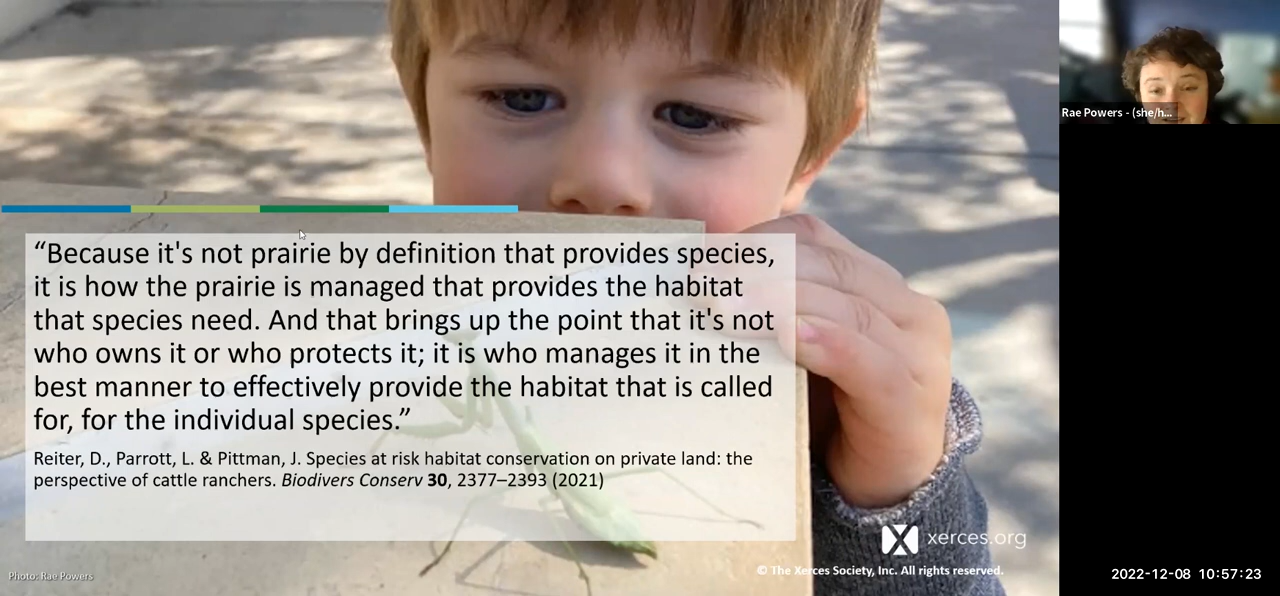 “Because it's not prairie by definition that provides species,
it is how the prairie is managed that provides the habitat
that species need. And that brings up the point that it's not
who owns it or who protects it; it is who manages it in the
best manner to effectively provide the habitat that is called
for, for the individual species.”
Reiter, D., Parrott, L. & Pittman, J. Species at risk habitat conservation on private land: the
perspective of cattle ranchers. Biodivers Conserv 30, 2377–2393 (2021)
xerces.org
© The Xerces Society, Inc. All rights reserved.
Photo: Rae Powers
Rae Powers - (she/h...
2022-12-08 10:57:23